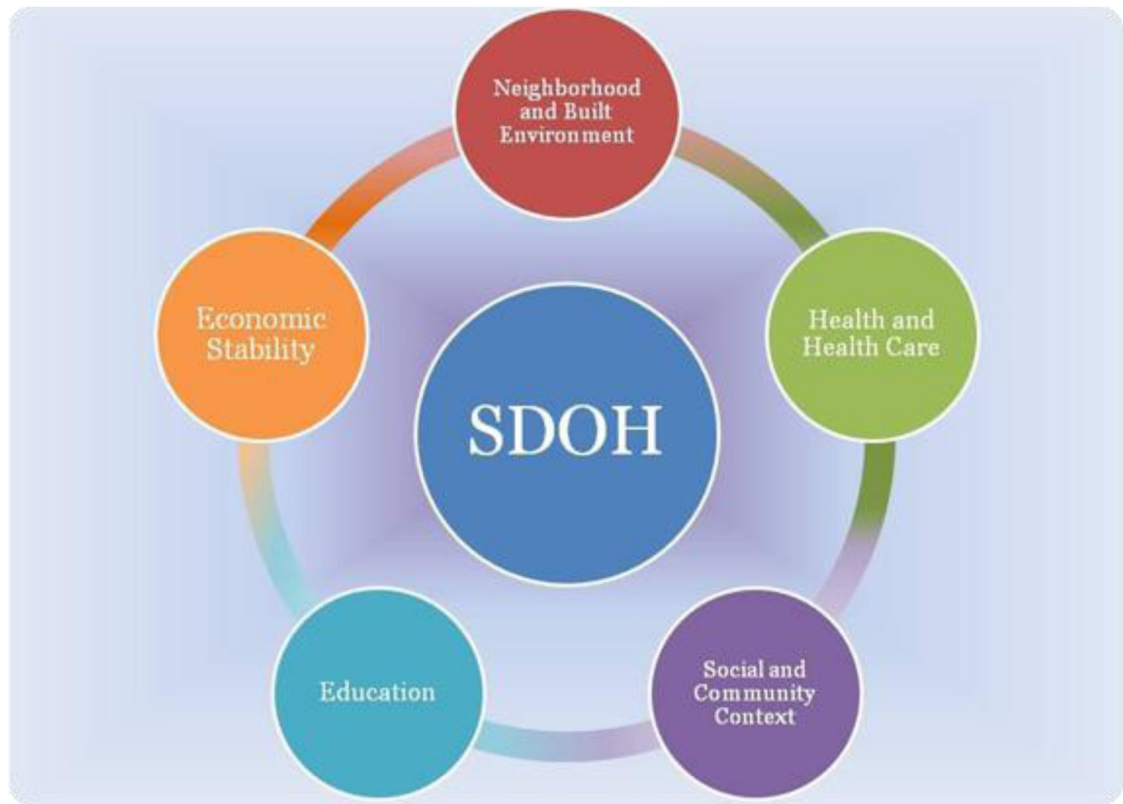 Neighborhood
and Built
Environment
Economic
Stability
Health and
Health Care
SDOH
Education
Social and
Community
Context